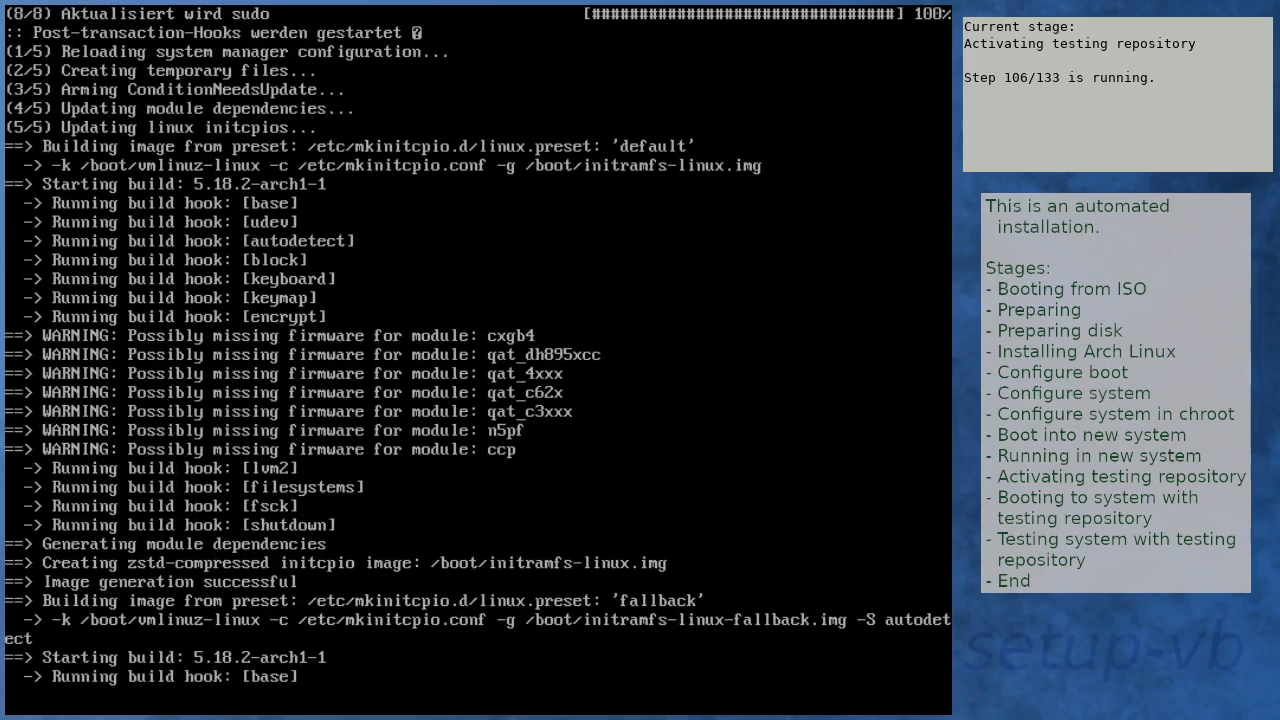 (8/8) Aktualisiert wird sudo [################################] 100%
:: Post-transaction-Hooks werden gestartet �
(1/5) Reloading system manager configuration...
(2/5) Creating temporary files...
(3/5) Arming ConditionNeedsUpdate...
(4/5) Updating module dependencies...
(5/5) Updating linux initcpios...
==> Building image from preset: /etc/mkinitcpio.d/linux.preset: 'default'
  -> -k /boot/vmlinuz-linux -c /etc/mkinitcpio.conf -g /boot/initramfs-linux.img
==> Starting build: 5.18.2-arch1-1
  -> Running build hook: [base]
  -> Running build hook: [udev]
  -> Running build hook: [autodetect]
  -> Running build hook: [block]
  -> Running build hook: [keyboard]
  -> Running build hook: [keymap]
  -> Running build hook: [encrypt]
==> WARNING: Possibly missing firmware for module: cxgb4
==> WARNING: Possibly missing firmware for module: qat_dh895xcc
==> WARNING: Possibly missing firmware for module: qat_4xxx
==> WARNING: Possibly missing firmware for module: qat_c62x
==> WARNING: Possibly missing firmware for module: qat_c3xxx
==> WARNING: Possibly missing firmware for module: n5pf
==> WARNING: Possibly missing firmware for module: ccp
  -> Running build hook: [lvm2]
  -> Running build hook: [filesystems]
  -> Running build hook: [fsck]
  -> Running build hook: [shutdown]
==> Generating module dependencies
==> Creating zstd-compressed initcpio image: /boot/initramfs-linux.img
==> Image generation successful
==> Building image from preset: /etc/mkinitcpio.d/linux.preset: 'fallback'
  -> -k /boot/vmlinuz-linux -c /etc/mkinitcpio.conf -g /boot/initramfs-linux-fallback.img -S autodet
ect
==> Starting build: 5.18.2-arch1-1
  -> Running build hook: [base]
Current stage:
Activating testing repository
Step 106/133 is running.
This is an automated
installation.
Stages:
- Booting from ISO
- Preparing
- Preparing disk
- Installing Arch Linux
- Configure boot
- Configure system
- Configure system in chroot
- Boot into new system
- Running in new system
- Activating testing repository
- Booting to system with
testing repository
- Testing system with testing
repository
- End
setup-vb